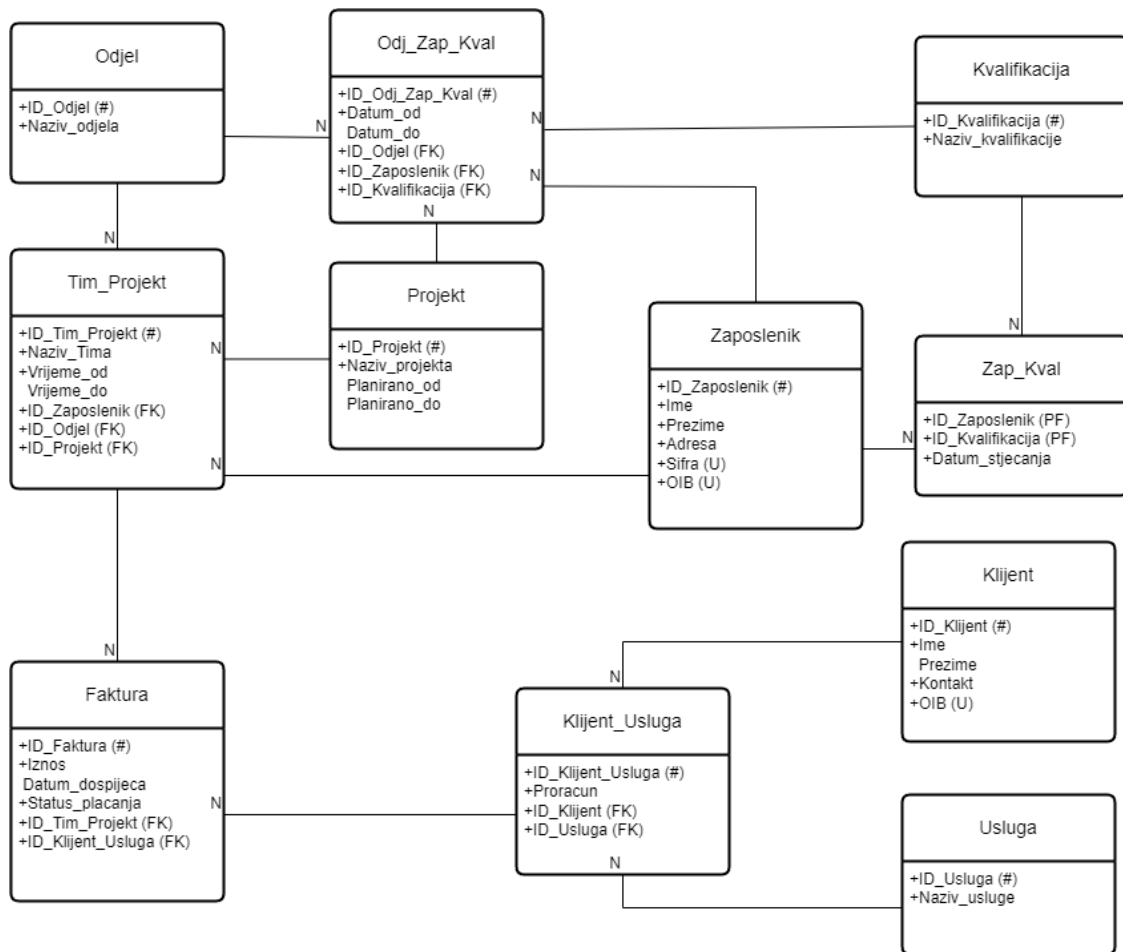 Odjel
+ID_Odjel (#)
+Naziv_odjela
N
Odj_Zap_Kval
+ID_Odj_Zap_Kval (#)
+Datum_od
Datum_do
+ID_Odjel (FK)
+ID_Zaposlenik (FK)
+ID_Kvalifikacija (FK)
N
N
N
Kvalifikacija
+ID_Kvalifikacija (#)
+Naziv_kvalifikacije
N
Tim_Projekt
+ID_Tim_Projekt (#)
+Naziv_Tima
+Vrijeme_od
Vrijeme_do
+ID_Zaposlenik (FK)
+ID_Odjel (FK)
+ID_Projekt (FK)
N
N
Projekt
+ID_Projekt (#)
+Naziv_projekta
Planirano_od
Planirano_do
Zaposlenik
+ID_Zaposlenik (#)
+Ime
+Prezime
+Adresa
+Sifra (U)
+OIB (U)
N
N
Zap_Kval
+ID_Zaposlenik (PF)
+ID_Kvalifikacija (PF)
+Datum_stjecanja
Klijent
+ID_Klijent (#)
+Ime
Prezime
+Kontakt
+OIB (U)
N
Faktura
+ID_Faktura (#)
+Iznos
Datum_dospijeca
+Status_placanja
+ID_Tim_Projekt (FK)
+ID_Klijent_Usluga (FK)
N
N
Klijent_Usluga
+ID_Klijent_Usluga (#)
+Proracun
+ID_Klijent (FK)
+ID_Usluga (FK)
N
Usluga
+ID_Usluga (#)
+Naziv_usluge